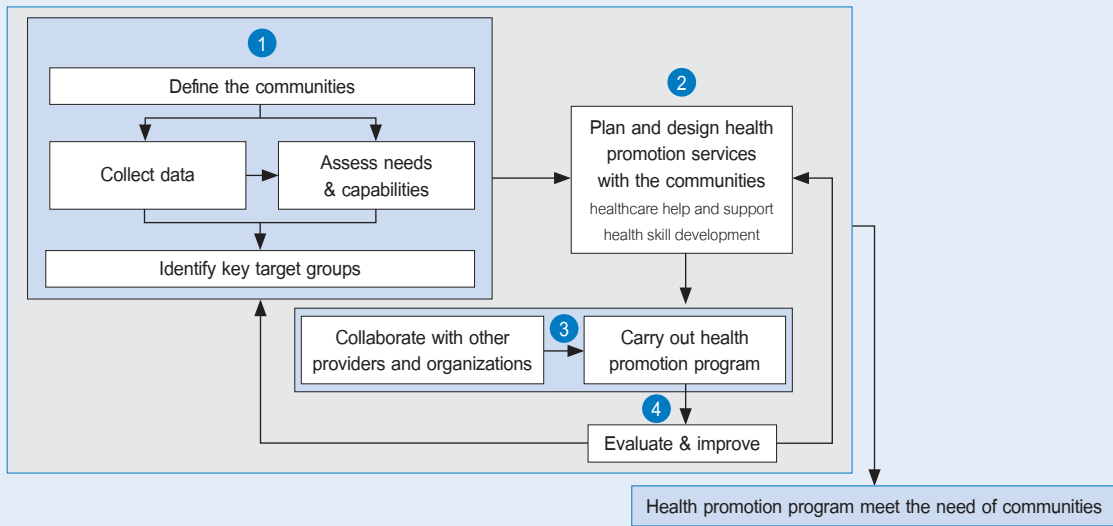 1
Define the communities
Collect data
Assess needs
& capabilities
Identify key target groups
2
Plan and design health
promotion services
with the communities
healthcare help and support
health skill development
Collaborate with other
providers and organizations
3
Carry out health
promotion program
4
Evaluate & improve
Health promotion program meet the need of communities